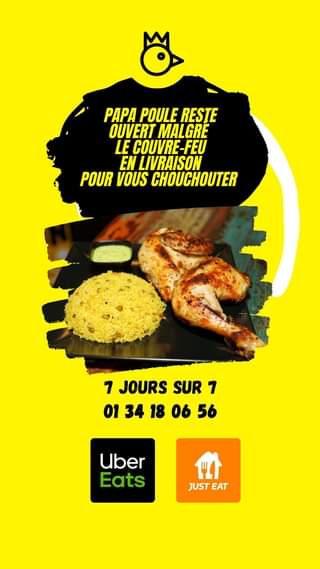 PAPA POULE RESTE
OUVERT MALGRÉ
LE COUVRE-FEU
EN LIVRAISON
POUR VOUS CHOUCHOUTER
7 JOURS SUR 7
01 34 18 06 56
Uber
Eats
JUST EAT